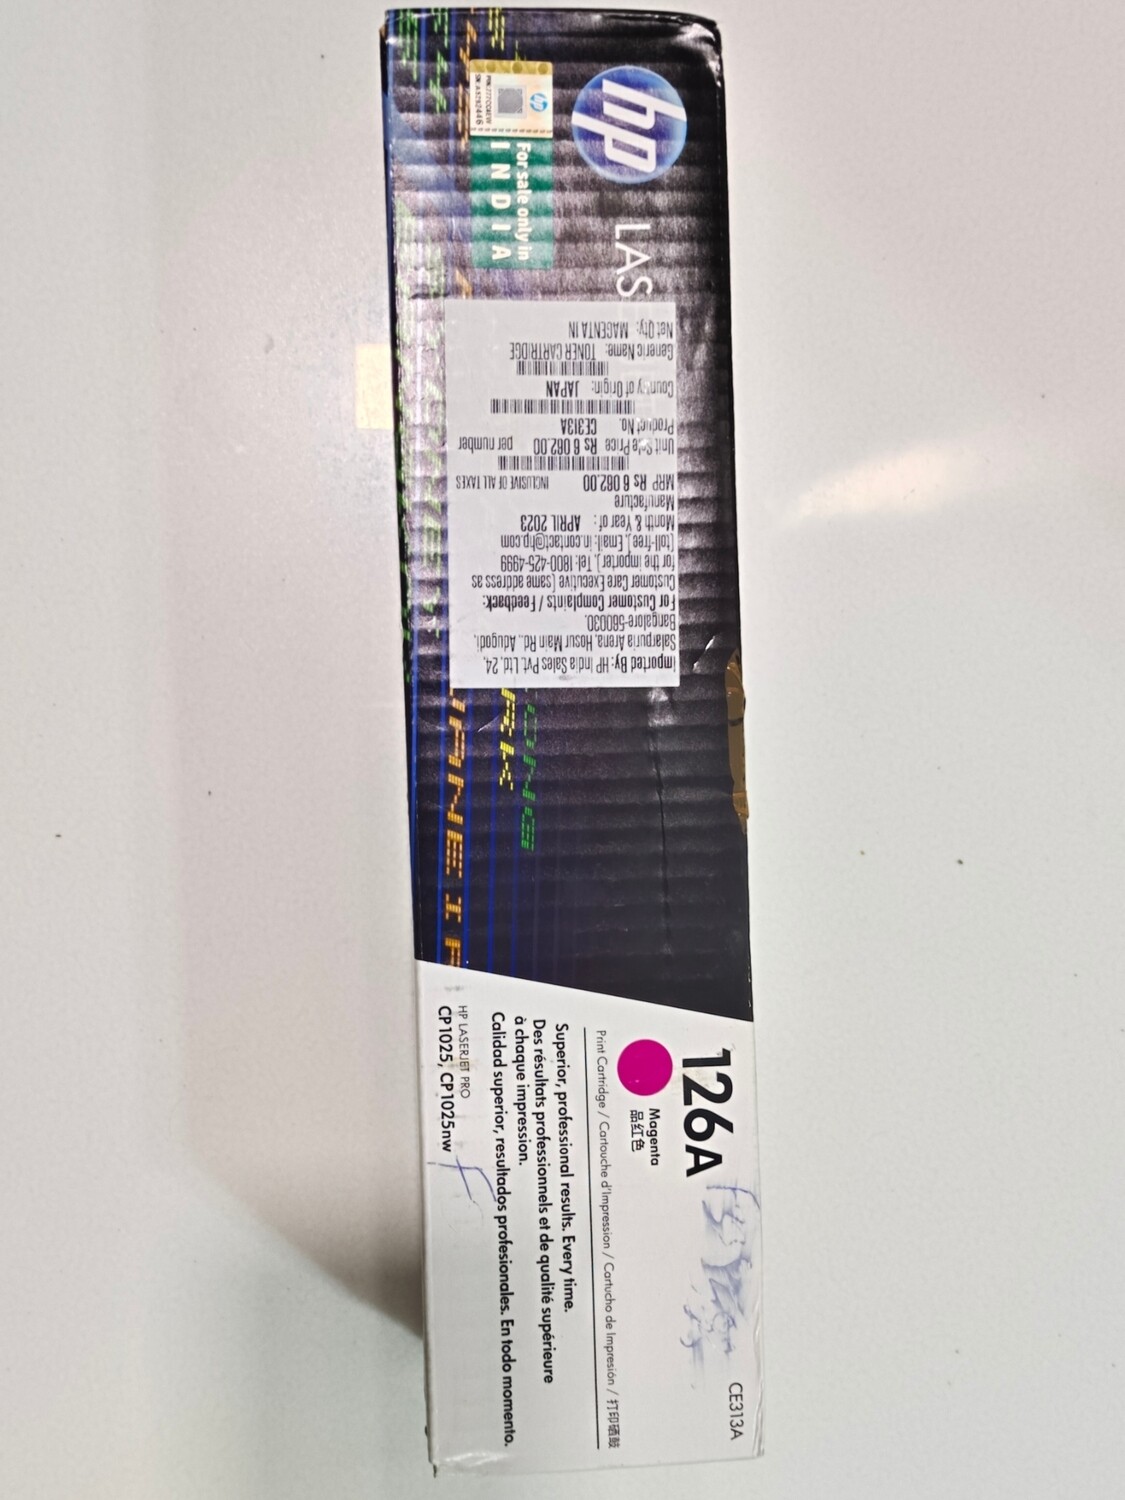 hp
LAS
For sale only in
INDIA
Imported By: HP India Sales Pvt. Ltd, 24,
Salarpuria Arena, Hosur Main Rd., Adugodi,
Bangalore-560030.
For Customer Complaints / Feedback:
Customer Care Executive (same address as
for the importer), Tel: 1800-425-4999
(toll-free), Email: in.contact@hp.com
Month & Year of : APRIL 2023
Manufacture
MRP Rs 6 062.00 INCLUSIVE OF ALL TAXES
Unit Sale Price Rs 6 062.00 per number
Product No. CE313A
Country of Origin: JAPAN
Generic Name: TONER CARTRIDGE
Net Qty: MAGENTA 1N
126A
CE313A
Magenta
品红色
Print Cartridge / Cartouche d'Impression / Cartucho de Impresión / 打印硒鼓
Superior, professional results. Every time.
Des résultats professionnels et de qualité supérieure
à chaque impression.
Calidad superior, resultados profesionales. En todo momento.
HP LASERJET PRO
CP1025, CP1025nw